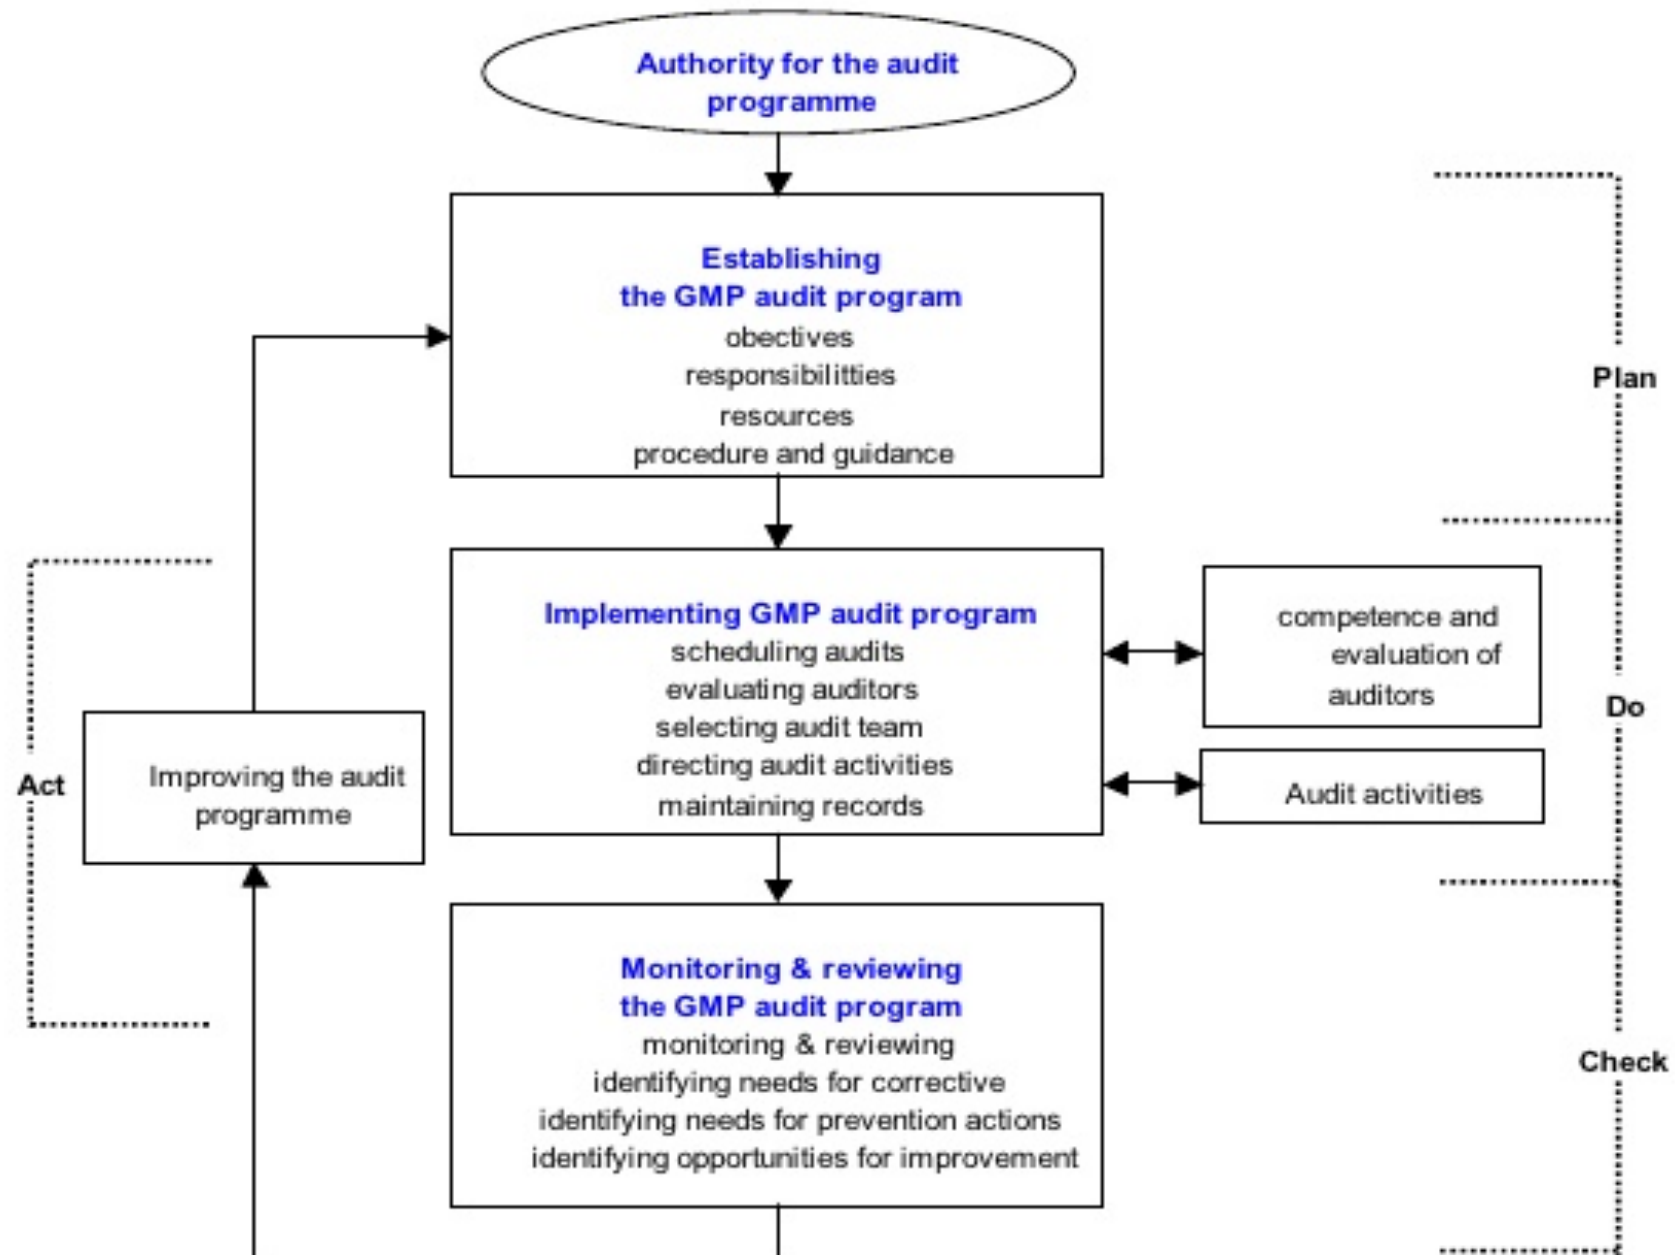 Authority for the audit
programme
Establishing
the GMP audit program
obectives
responsibilitties
resources
procedure and guidance
Plan
Implementing GMP audit program
scheduling audits
evaluating auditors
selecting audit team
directing audit activities
maintaining records
competence and
evaluation of
auditors
Audit activities
Do
Act
Improving the audit
programme
Monitoring & reviewing
the GMP audit program
monitoring & reviewing
identifying needs for corrective
identifying needs for prevention actions
identifying opportunities for improvement
Check